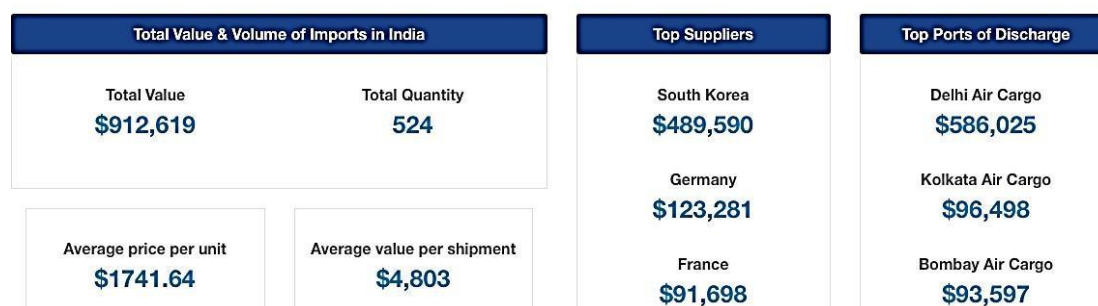 Total Value & Volume of Imports in India
Total Value
$912,619
Total Quantity
524
Average price per unit
$1741.64
Average value per shipment
$4,803
Top Suppliers
South Korea
$489,590
Germany
$123,281
France
$91,698
Top Ports of Discharge
Delhi Air Cargo
$586,025
Kolkata Air Cargo
$96,498
Bombay Air Cargo
$93,597